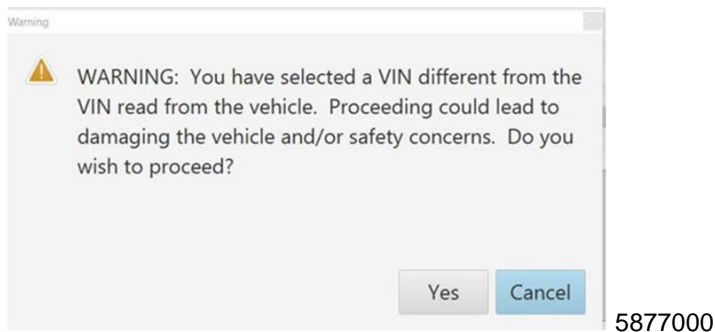 Warning
WARNING:  You have selected a VIN different from the
VIN read from the vehicle.  Proceeding could lead to
damaging the vehicle and/or safety concerns.  Do you
wish to proceed?
Yes
Cancel
5877000